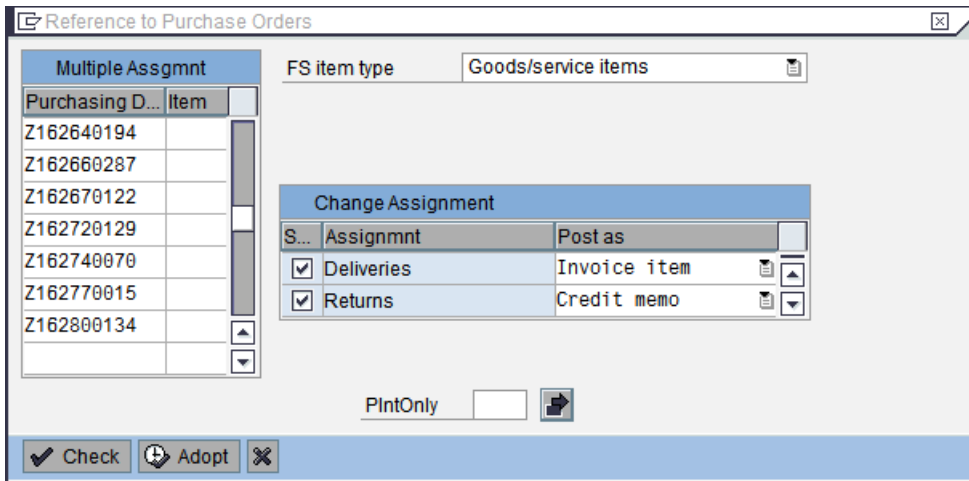 Reference to Purchase Orders
Multiple Assgmnt
Purchasing D... Item
Z162640194
Z162660287
Z162670122
Z162720129
Z162740070
Z162770015
Z162800134
FS item type Goods/service items
Change Assignment
S... Assignmnt Post as
Deliveries Invoice item
Returns Credit memo
PlntOnly
Check Adopt